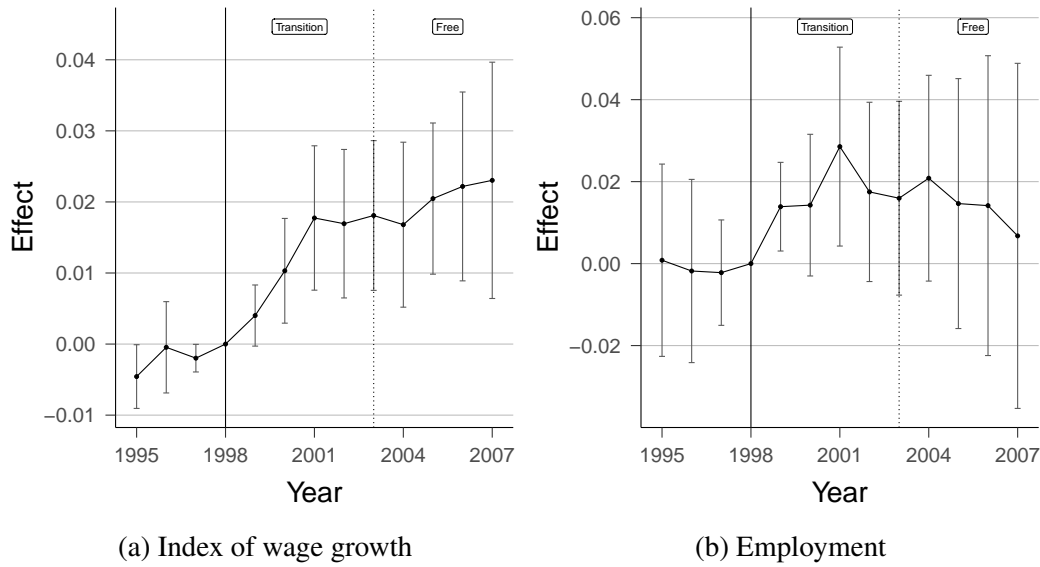 Transition
Free
0.04
0.03
0.02
0.01
0.00
−0.01
Effect
1995
1998
2001
2004
2007
Year
(a) Index of wage growth
Transition
Free
0.06
0.04
0.02
0.00
−0.02
Effect
1995
1998
2001
2004
2007
Year
(b) Employment